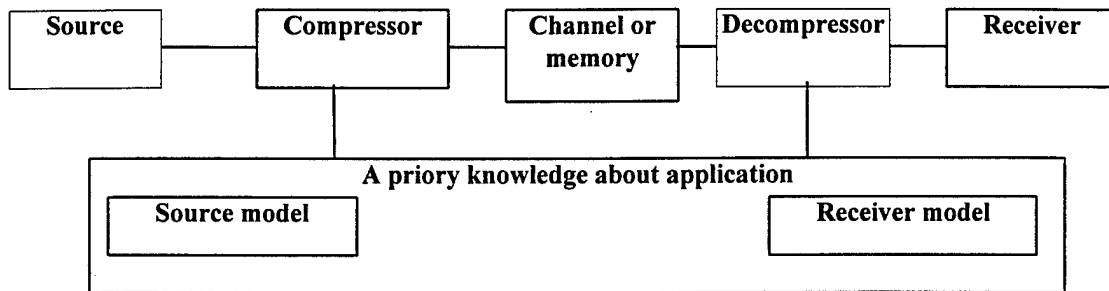 Source
Compressor
Channel or
memory
Decompressor
Receiver
A priory knowledge about application
Source model
Receiver model